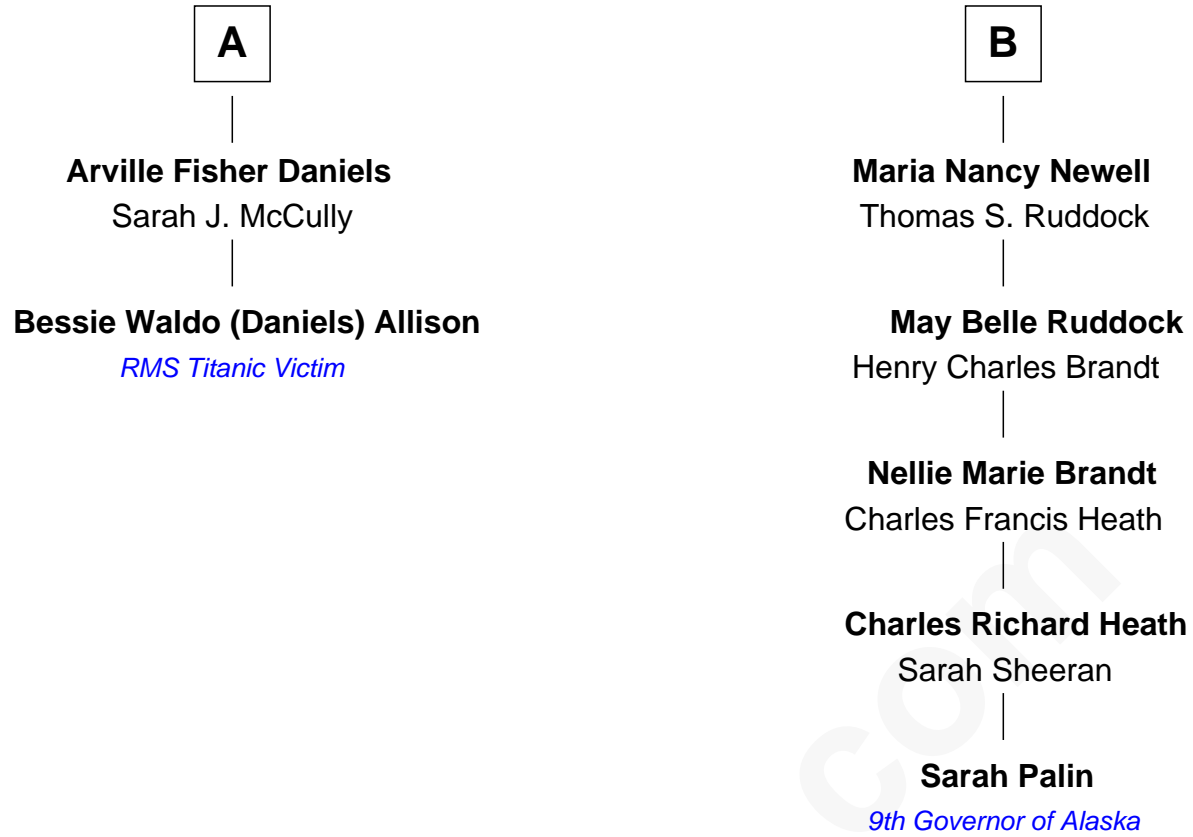 A
Arville Fisher Daniels
Sarah J. McCully
Bessie Waldo (Daniels) Allison
RMS Titanic Victim
B
Maria Nancy Newell
Thomas S. Ruddock
May Belle Ruddock
Henry Charles Brandt
Nellie Marie Brandt
Charles Francis Heath
Charles Richard Heath
Sarah Sheeran
Sarah Palin
9th Governor of Alaska
com